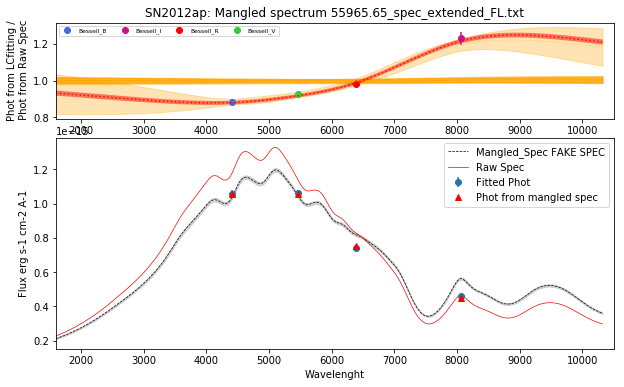 SN2012ap: Mangled spectrum 55965.65_spec_extended_FL.txt
Phot from LCfitting /
Phot from Raw Spec
1.2
1.0
0.8
Bessell_B
Bessell_I
Bessell_R
Bessell_V
2000 3000 4000 5000 6000 7000 8000 9000 10000
Flux erg s-1 cm-2 A-1
1.2
1.0
0.8
0.6
0.4
0.2
Mangled_Spec FAKE SPEC
Raw Spec
Fitted Phot
Phot from mangled spec
2000 3000 4000 5000 6000 7000 8000 9000 10000
Wavelenght